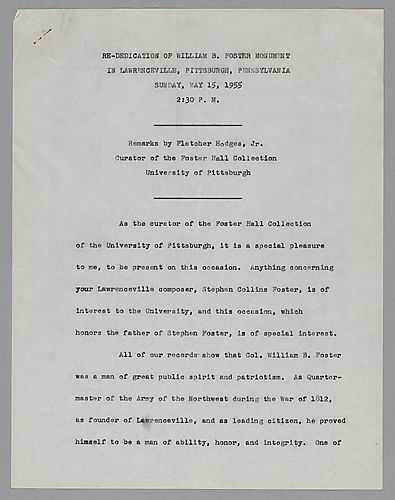 RE-DEDICATION OF WILLIAM B. FOSTER MONUMENT
IN LAWRENCEVILLE, PITTSBURGH, PENNSYLVANIA
SUNDAY, MAY 15, 1955
2:30 P. M.
Remarks by Fletcher Hodges, Jr.
Curator of the Foster Hall Collection
University of Pittsburgh
As the curator of the Foster Hall Collection
of the University of Pittsburgh, it is a special pleasure
to me, to be present on this occasion. Anything concerning
your Lawrenceville composer, Stephen Collins Foster, is of
interest to the University, and this occasion, which
honors the father of Stephen Foster, is of special interest.
All of our records show that Col. William B. Foster
was a man of great public spirit and patriotism. As Quarter-
master of the Army of the Northwest during the War of 1812,
as founder of Lawrenceville, and as leading citizen, he proved
himself to be a man of ability, honor, and integrity. One of